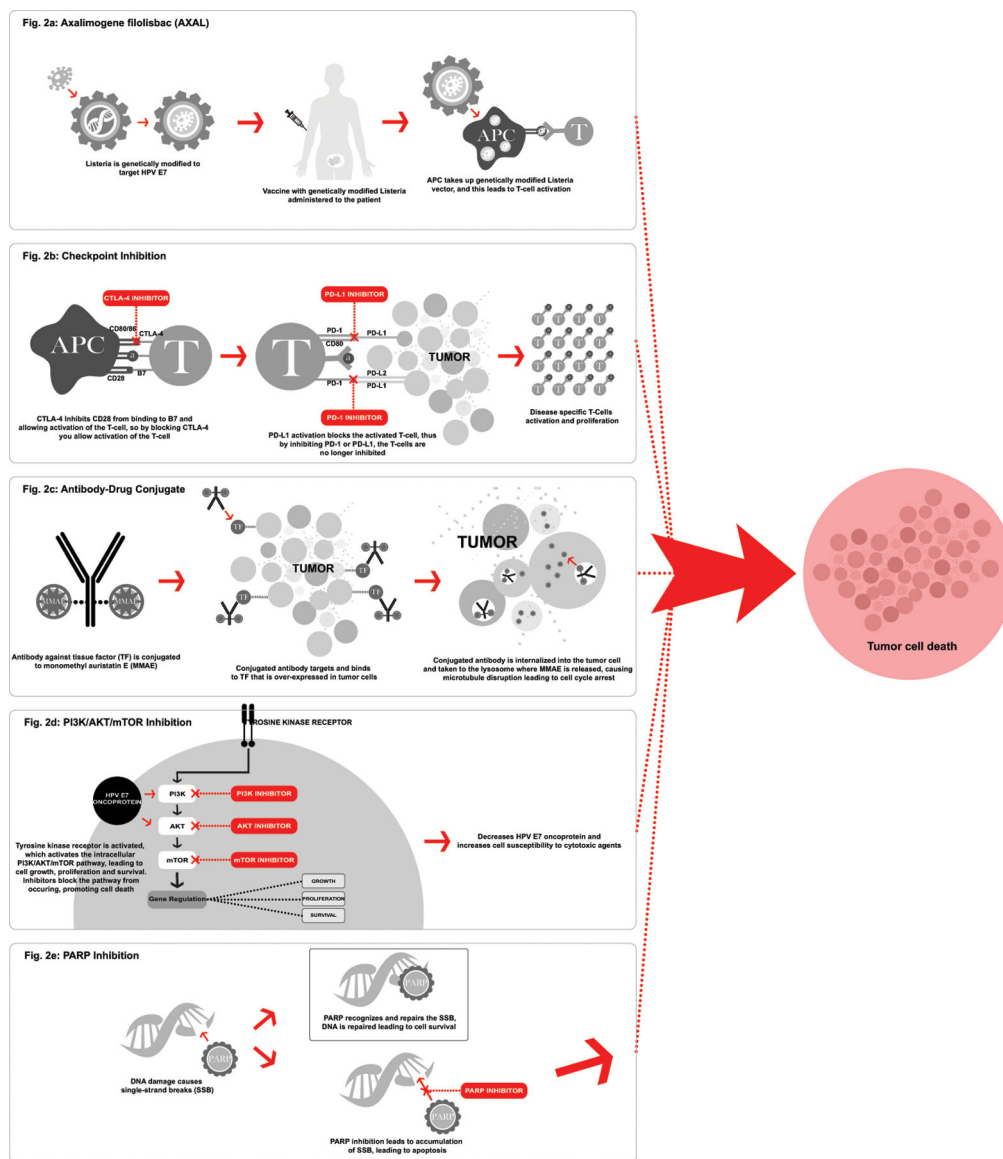 Fig. 2a: Axalimogene filolisbac (AXAL)
Listeria is genetically modified to
target HPV E7
Vaccine with genetically modified Listeria
administered to the patient
APC
T
APC takes up genetically modified Listeria
vector, and this leads to T-cell activation
Fig. 2b: Checkpoint Inhibition
CTLA-4 INHIBITOR
CD80/86
CTLA-4
APC
a
T
CD28
B7
CTLA-4 Inhibits CD28 from binding to B7 and
allowing activation of the T-cell, so by blocking CTLA-4
you allow activation of the T-cell
PD-L1 INHIBITOR
PD-1
PD-L1
CD80
T
a
TUMOR
PD-L2
PD-1
PD-L1
PD-1 INHIBITOR
PD-L1 activation blocks the activated T-cell, thus
by inhibiting PD-1 or PD-L1, the T-cells are
no longer inhibited
T T T T
T T T T
T T T T
T T T T
Disease specific T-Cells
activation and proliferation
Fig. 2c: Antibody-Drug Conjugate
MMAE
MMAE
Antibody against tissue factor (TF) is conjugated
to monomethyl auristatin E (MMAE)
TF
TUMOR
TF
TF
TF
Conjugated antibody targets and binds
to TF that is over-expressed in tumor cells
TUMOR
Conjugated antibody is internalized into the tumor cell
and taken to the lysosome where MMAE is released, causing
microtubule disruption leading to cell cycle arrest
Fig. 2d: PI3K/AKT/mTOR Inhibition
TYROSINE KINASE RECEPTOR
HPV E7
ONCOPROTEIN
PI3K
PI3K INHIBITOR
AKT
AKT INHIBITOR
mTOR
mTOR INHIBITOR
Tyrosine kinase receptor is activated,
which activates the intracellular
PI3K/AKT/mTOR pathway, leading to
cell growth, proliferation and survival.
Inhibitors block the pathway from
occuring, promoting cell death
Gene Regulation
GROWTH
PROLIFERATION
SURVIVAL
Decreases HPV E7 oncoprotein and
increases cell susceptibility to cytotoxic agents
Fig. 2e: PARP Inhibition
PARP
DNA damage causes
single-strand breaks (SSB)
PARP
PARP recognizes and repairs the SSB,
DNA is repaired leading to cell survival
PARP INHIBITOR
PARP
PARP inhibition leads to accumulation
of SSB, leading to apoptosis
Tumor cell death